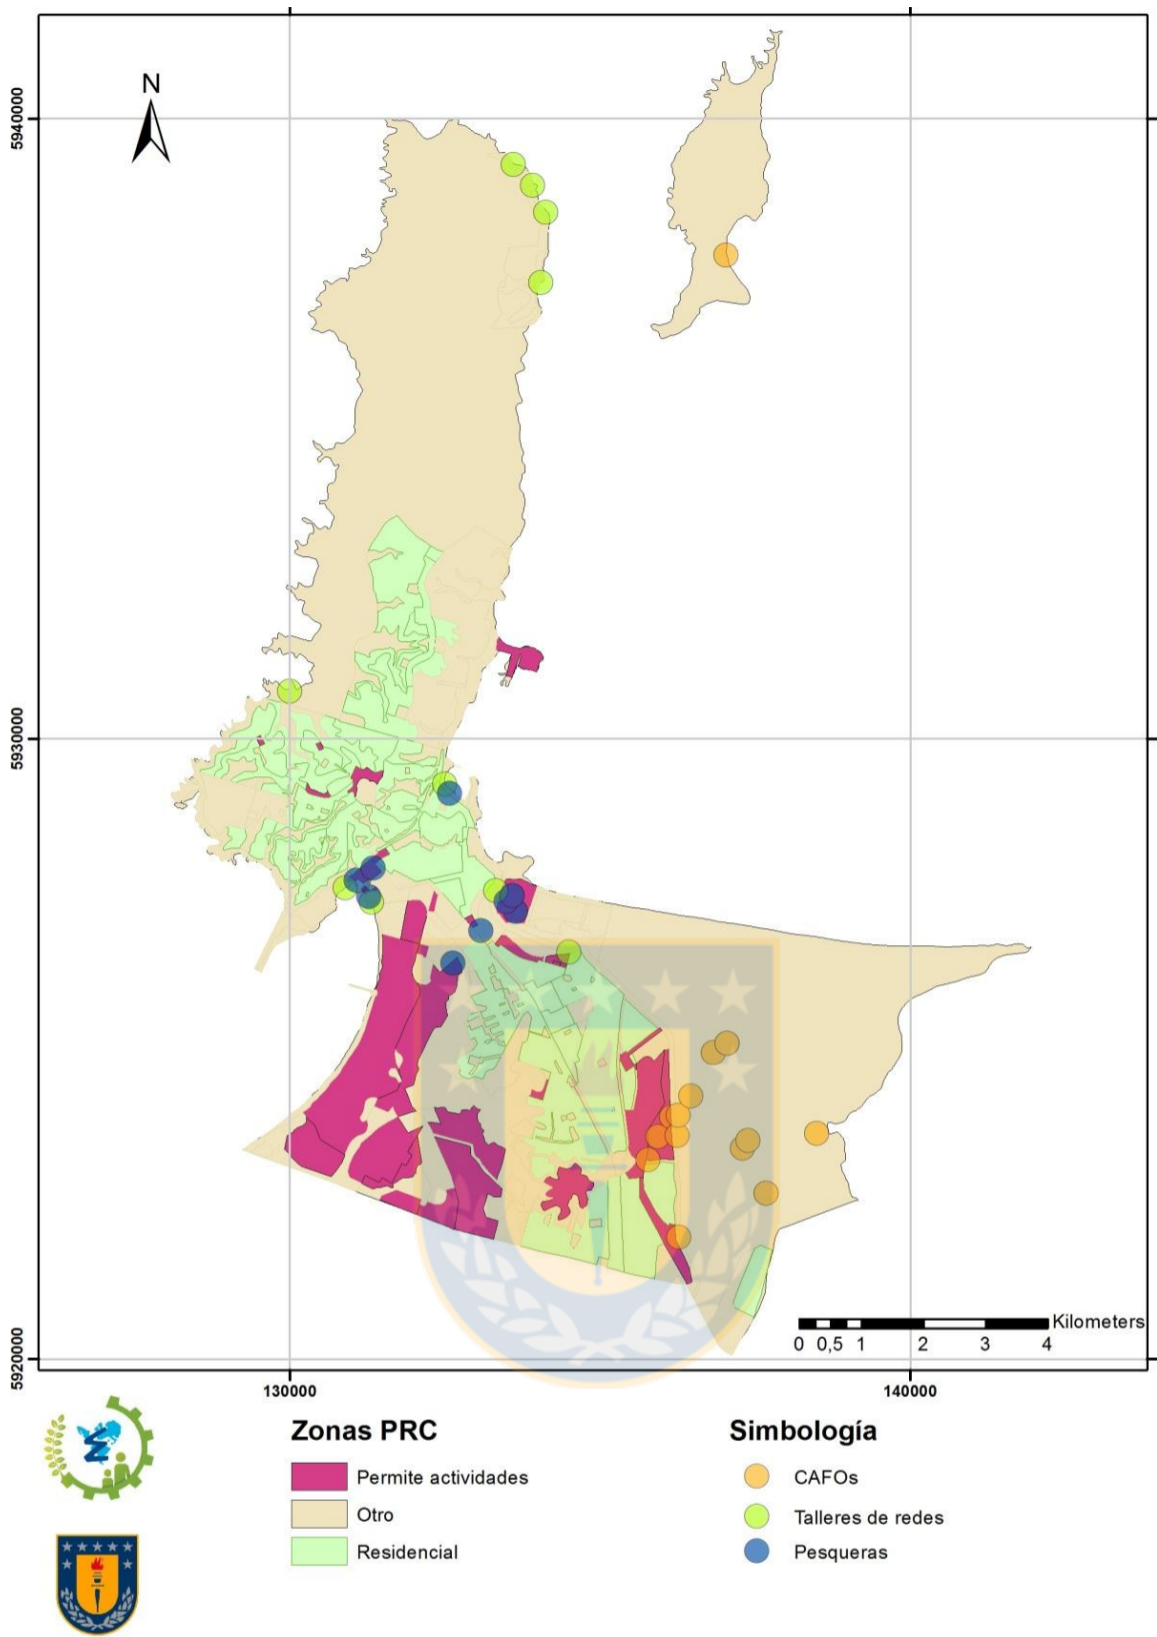 N
5940000
5930000
5920000
Kilometers
0 0,5 1 2 3 4
130000
140000
Zonas PRC
Permite actividades
Otro
Residencial
Simbología
CAFOs
Talleres de redes
Pesqueras